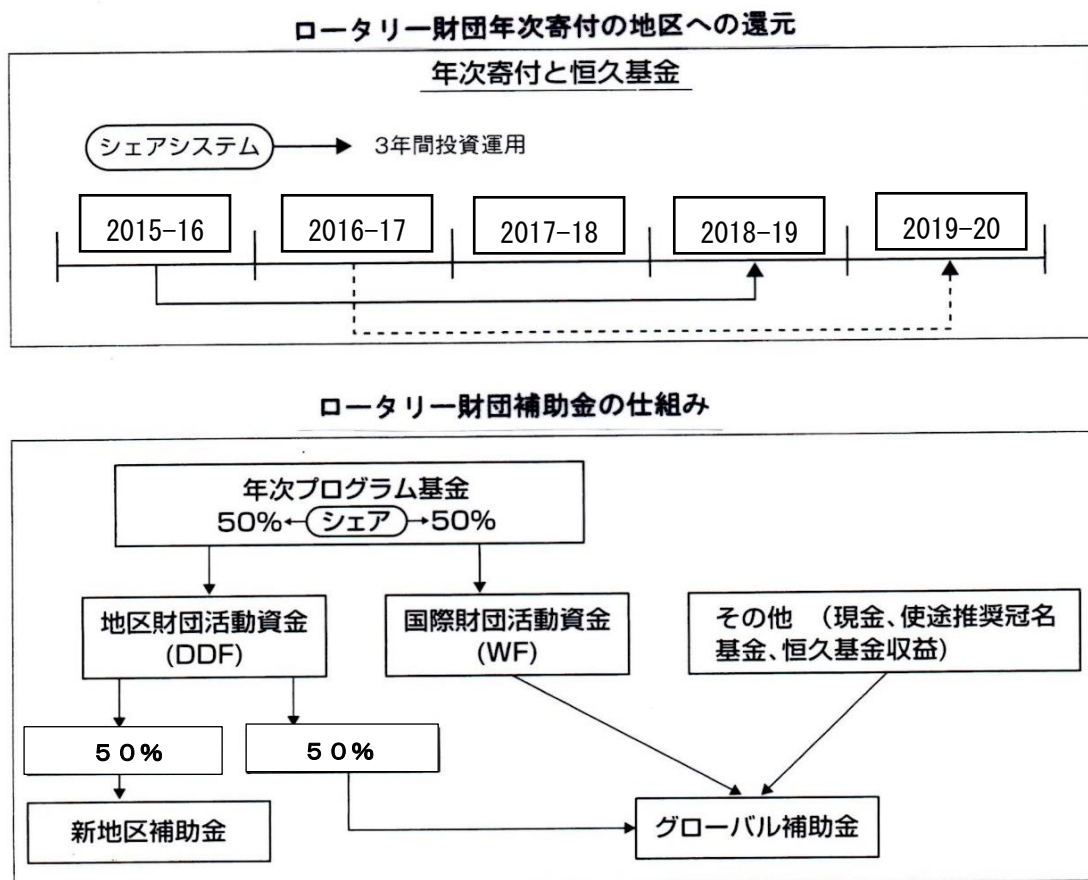 ロータリー財団年次寄付の地区への還元
年次寄付と恒久基金
シェアシステム 3年間投資運用
2015-16 2016-17 2017-18 2018-19 2019-20
ロータリー財団補助金の仕組み
年次プログラム基金
50% シェア 50%
地区財団活動資金
(DDF)
国際財団活動資金
(WF)
その他 (現金、使途推奨冠名
基金、恒久基金収益)
50% 50%
新地区補助金
グローバル補助金